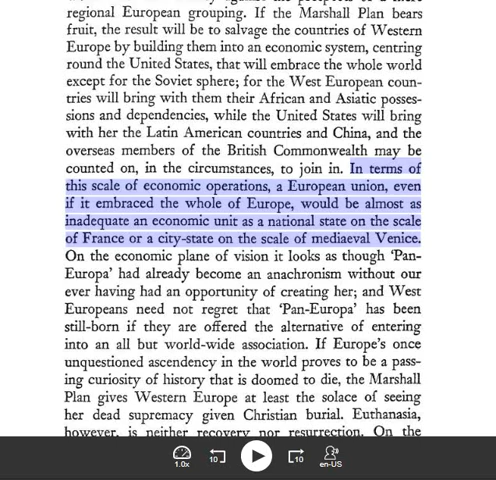 regional European grouping. If the Marshall Plan bears
fruit, the result will be to salvage the countries of Western
Europe by building them into an economic system, centring
round the United States, that will embrace the whole world
except for the Soviet sphere; for the West European coun-
tries will bring with them their African and Asiatic posses-
sions and dependencies, while the United States will bring
with her the Latin American countries and China, and the
overseas members of the British Commonwealth may be
counted on, in the circumstances, to join in. In terms of
this scale of economic operations, a European union, even
if it embraced the whole of Europe, would be almost as
inadequate an economic unit as a national state on the scale
of France or a city-state on the scale of mediaeval Venice.
On the economic plane of vision it looks as though ‘Pan-
Europa’ had already become an anachronism without our
ever having had an opportunity of creating her; and West
Europeans need not regret that ‘Pan-Europa’ has been
still-born if they are offered the alternative of entering
into an all but world-wide association. If Europe’s once
unquestioned ascendency in the world proves to be a pass-
ing curiosity of history that is doomed to die, the Marshall
Plan gives Western Europe at least the solace of seeing
her dead supremacy given Christian burial. Euthanasia,
however, is neither recovery nor resurrection. On the
1.0x
10
10
en-US